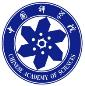 中国科学院
CHINESE ACADEMY OF SCIENCES